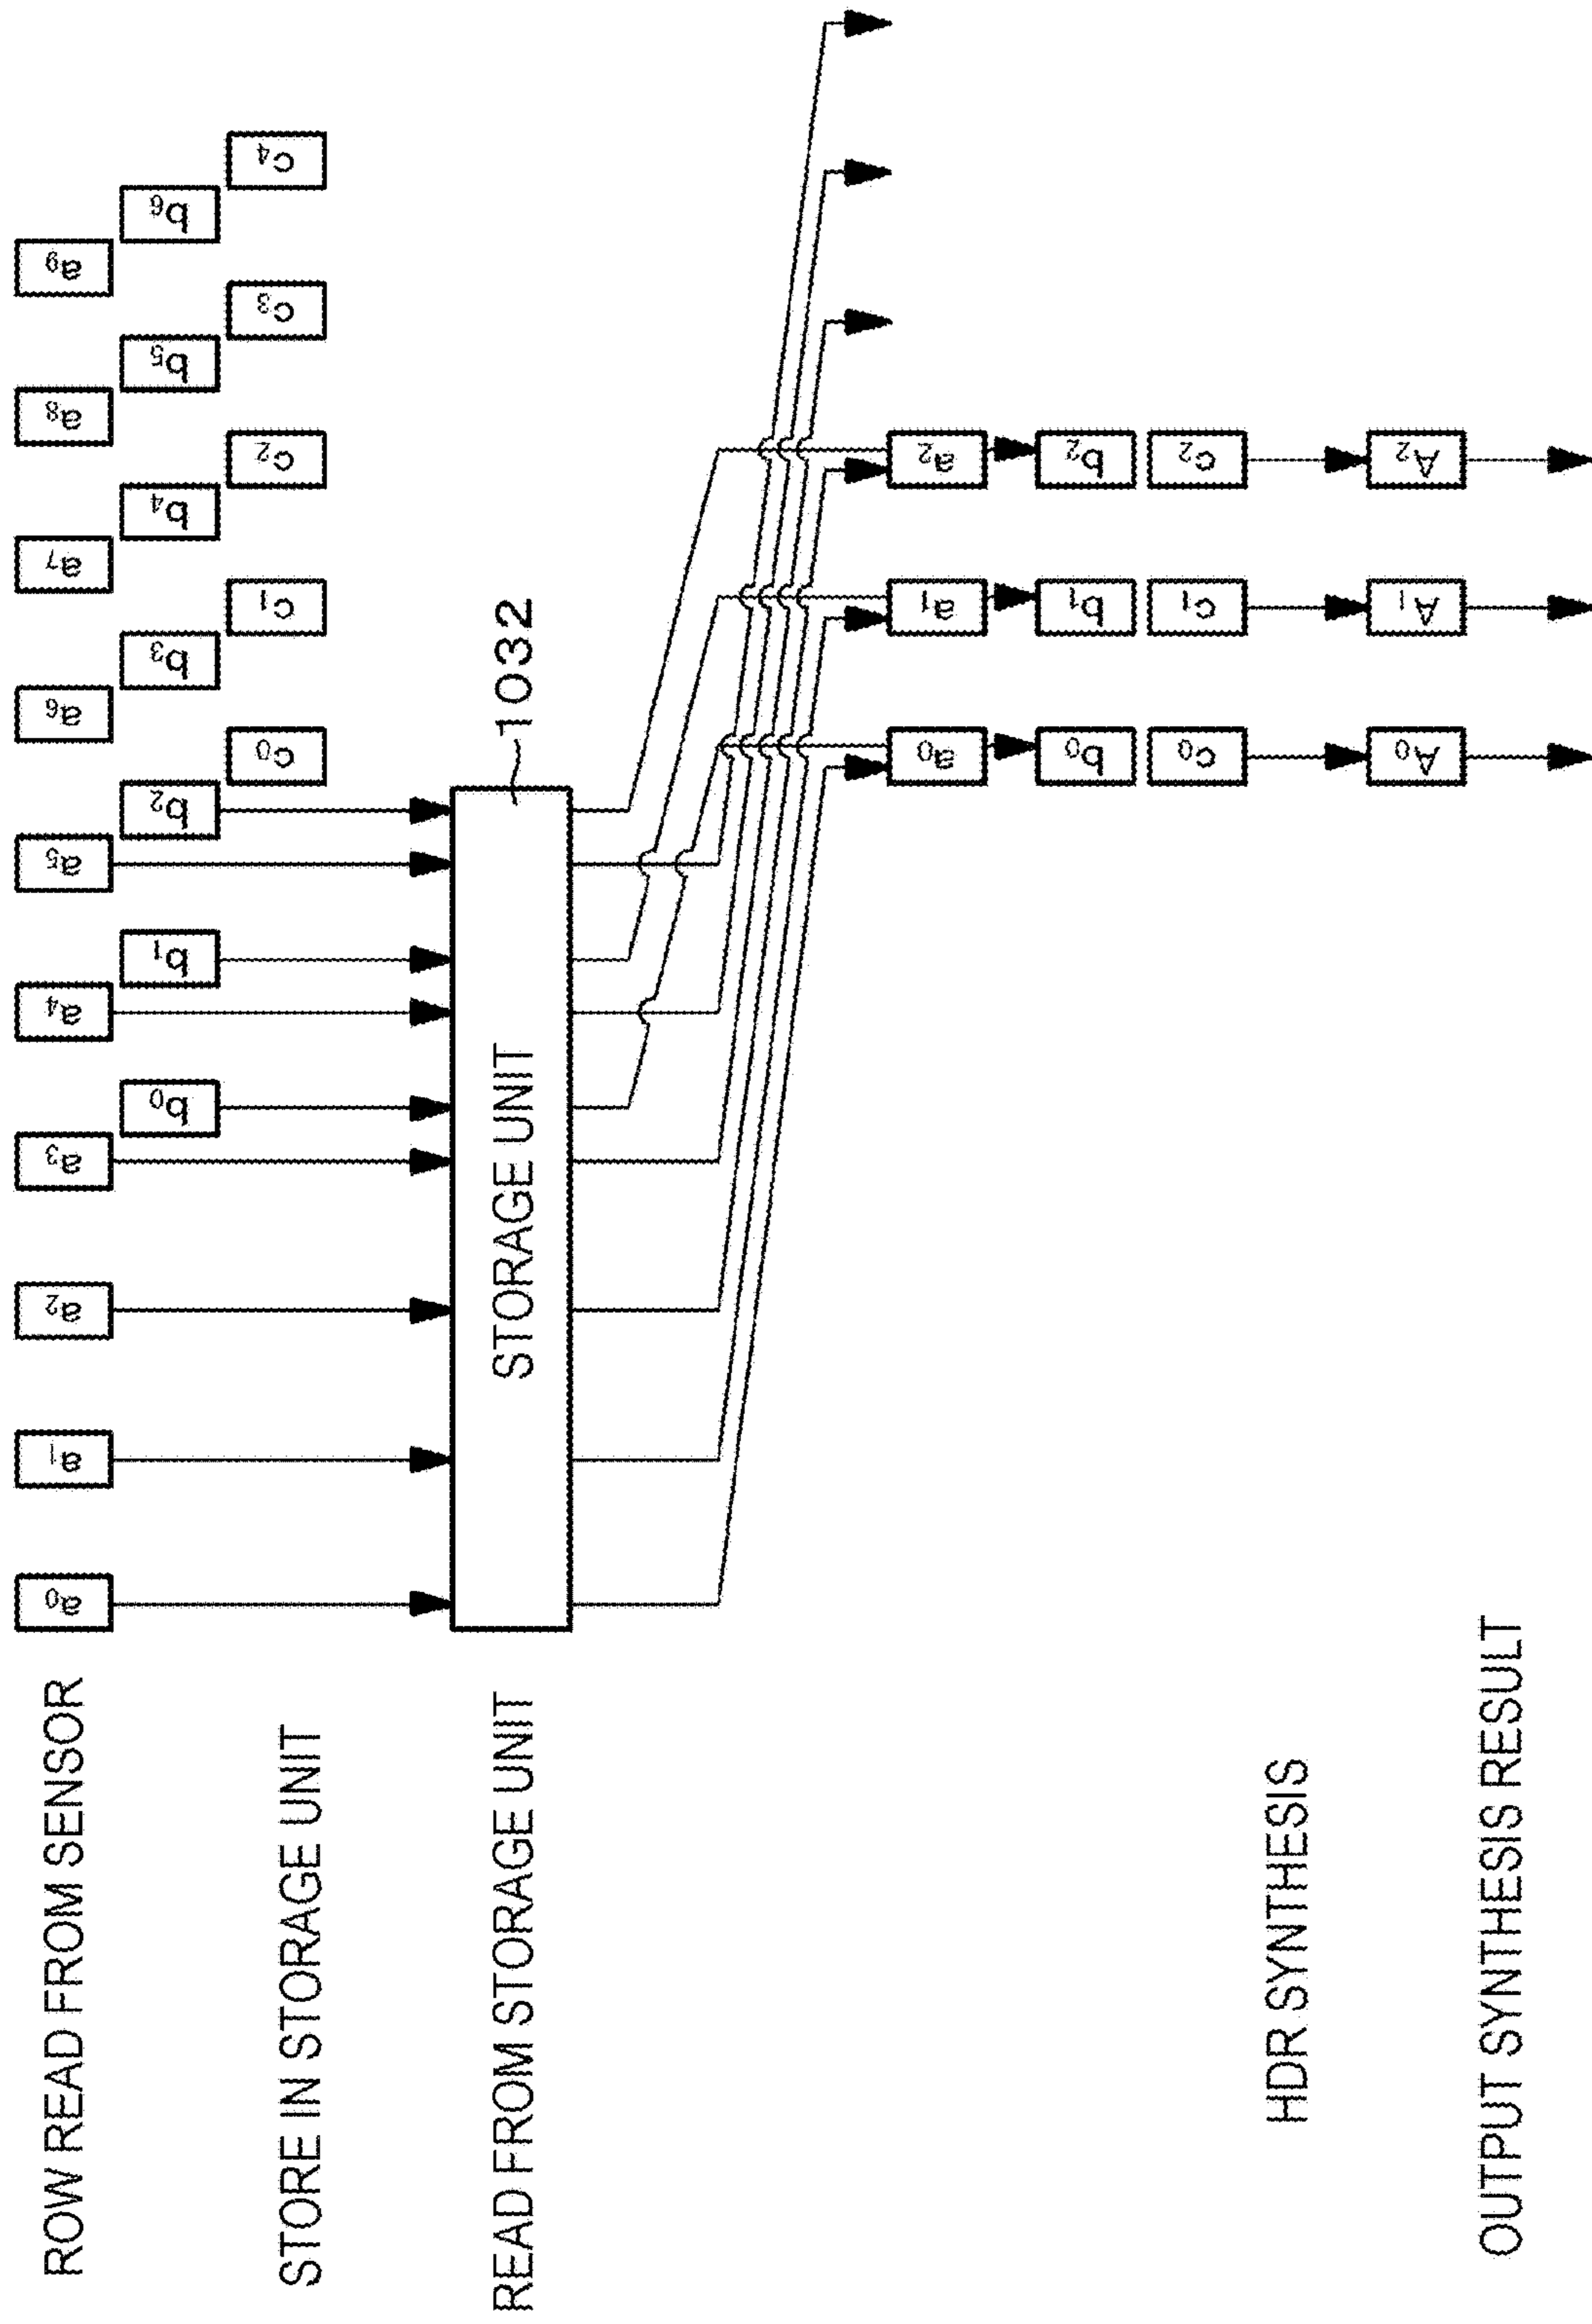 ROW READ FROM SENSOR
a0
a1
a2
a3
a4
a5
a6
a7
a8
a9
b0
b1
b2
b3
b4
b5
b6
c0
c1
c2
c3
c4
STORE IN STORAGE UNIT
READ FROM STORAGE UNIT
STORAGE UNIT
1032
a0
a1
a2
b0
b1
b2
c0
c1
c2
HDR SYNTHESIS
A0
A1
A2
OUTPUT SYNTHESIS RESULT